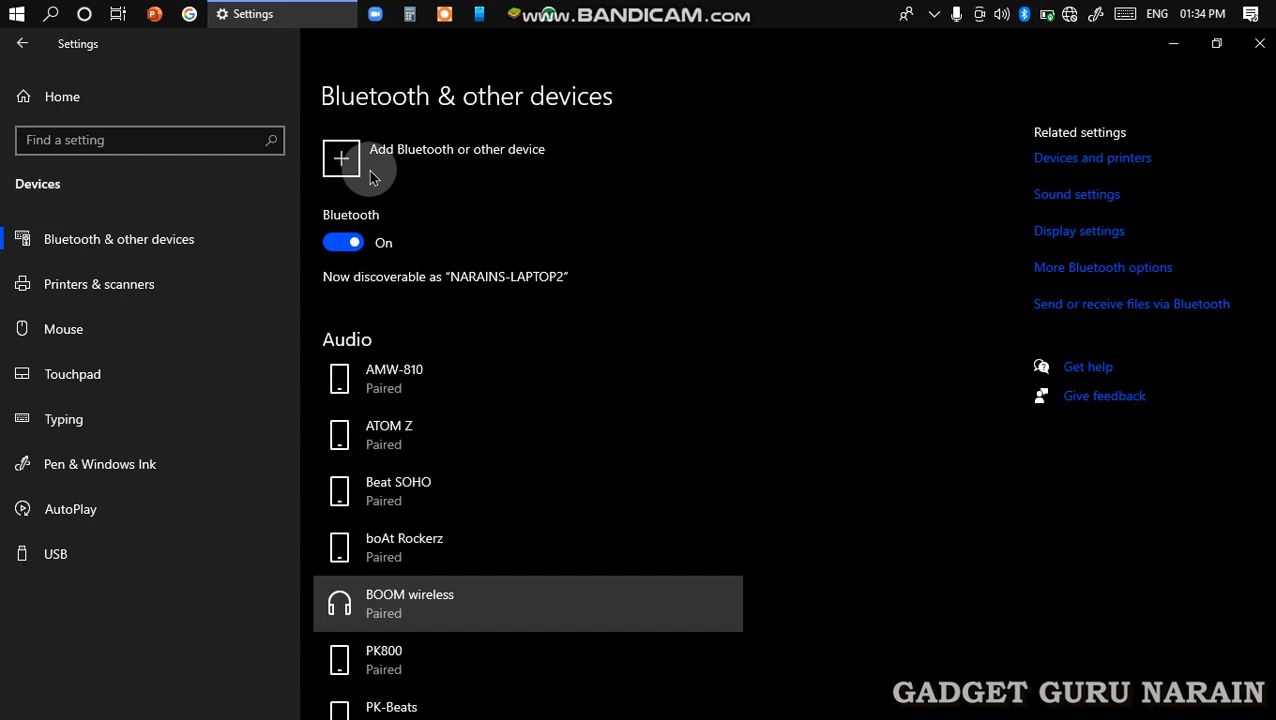 Settings
www.BANDICAM.com
ENG
01:34 PM
Settings
Home
Find a setting
Devices
Bluetooth & other devices
Printers & scanners
Mouse
Touchpad
Typing
Pen & Windows Ink
AutoPlay
USB
Bluetooth & other devices
Add Bluetooth or other device
Bluetooth
On
Now discoverable as “NARAINS-LAPTOP2”
Audio
AMW-810
Paired
ATOM Z
Paired
Beat SOHO
Paired
boAt Rockerz
Paired
BOOM wireless
Paired
PK800
Paired
PK-Beats
Related settings
Devices and printers
Sound settings
Display settings
More Bluetooth options
Send or receive files via Bluetooth
Get help
Give feedback
GADGET GURU NARAIN